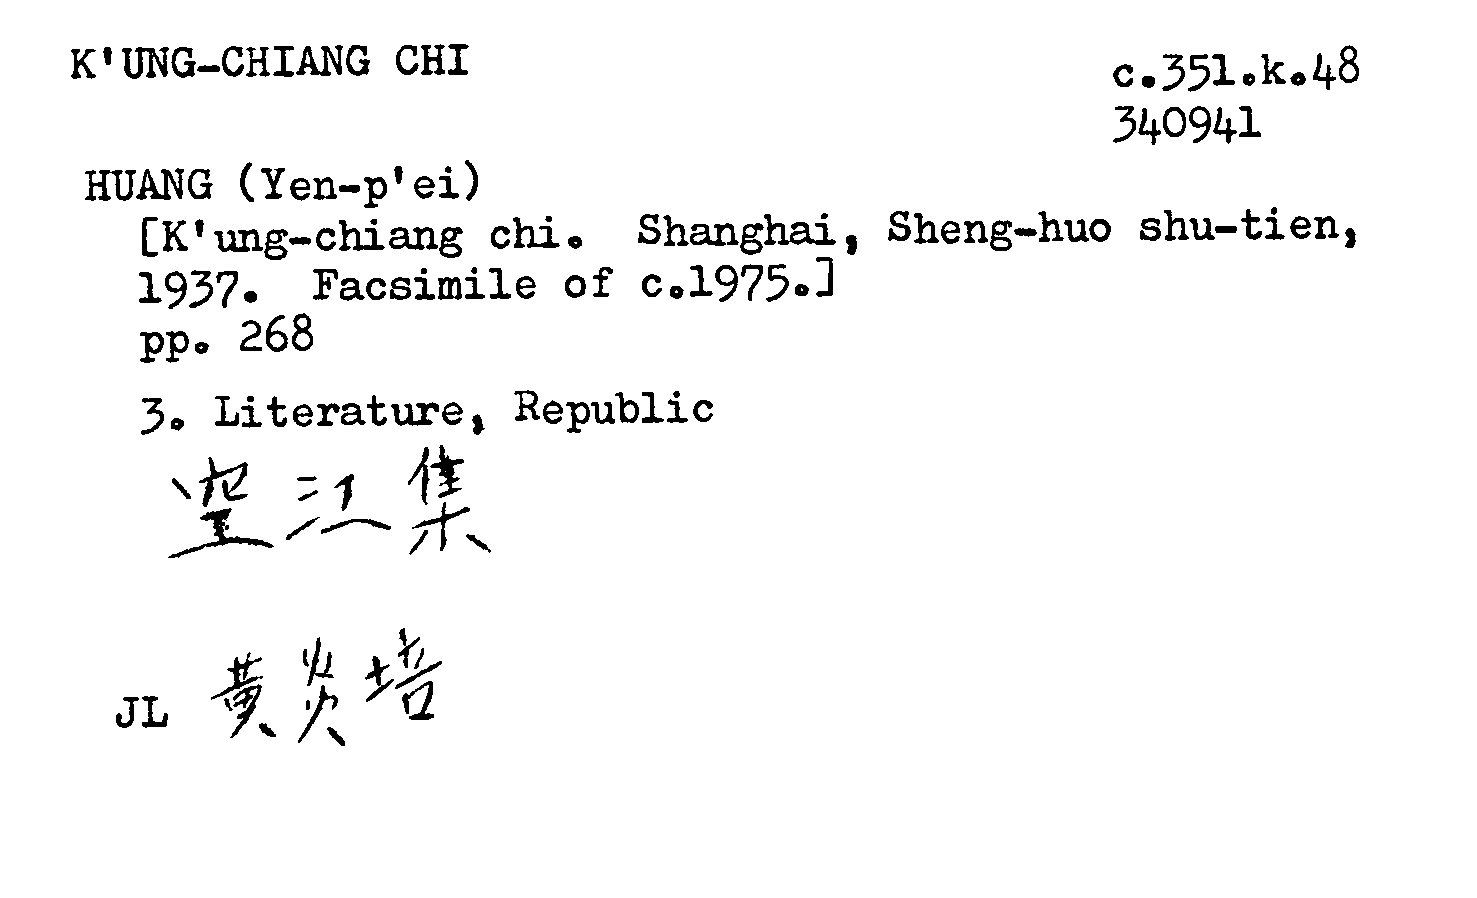 K'UNG-CHIANG CHI
c.351.k.48
340941
HUANG (Yen-p'ei)
[K'ung-chiang chi. Shanghai, Sheng-huo shu-tien,
1937. Facsimile of c.1975.]
pp. 268
3. Literature, Republic
空江集
JL 黃炎培